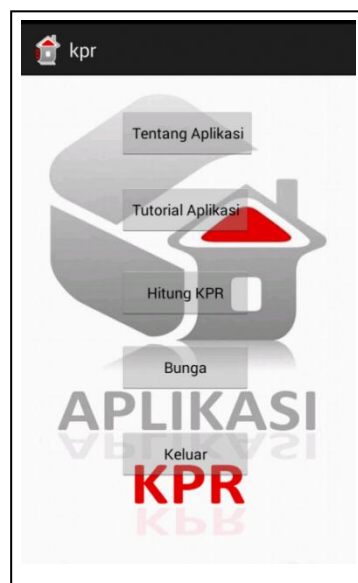 kpr
Tentang Aplikasi
Tutorial Aplikasi
Hitung KPR
Bunga
APLIKASI
Keluar
KPR